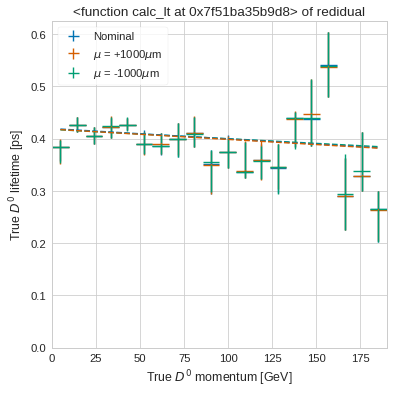 <function calc_lt at 0x7f51ba35b9d8> of redidual
Nominal
μ = +1000μm
μ = -1000μm
True D⁰ lifetime [ps]
0.6
0.5
0.4
0.3
0.2
0.1
0.0
0 25 50 75 100 125 150 175
True D⁰ momentum [GeV]